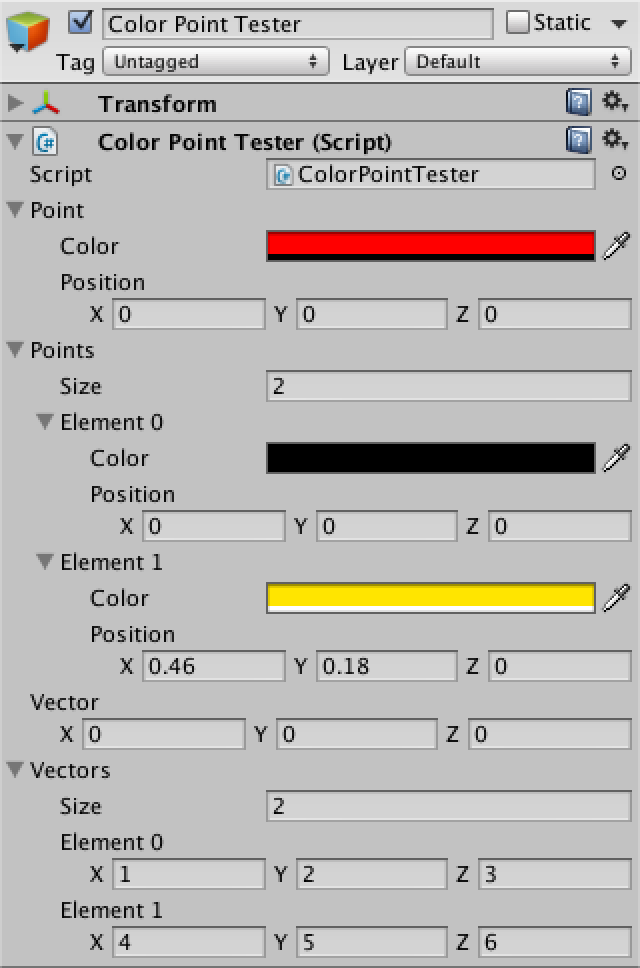 Color Point Tester Static
Tag Untagged Layer Default
Transform
C# Color Point Tester (Script)
Script C# ColorPointTester
Point
Color
Position
X 0 Y 0 Z 0
Points
Size 2
Element 0
Color
Position
X 0 Y 0 Z 0
Element 1
Color
Position
X 0.46 Y 0.18 Z 0
Vector
X 0 Y 0 Z 0
Vectors
Size 2
Element 0
X 1 Y 2 Z 3
Element 1
X 4 Y 5 Z 6